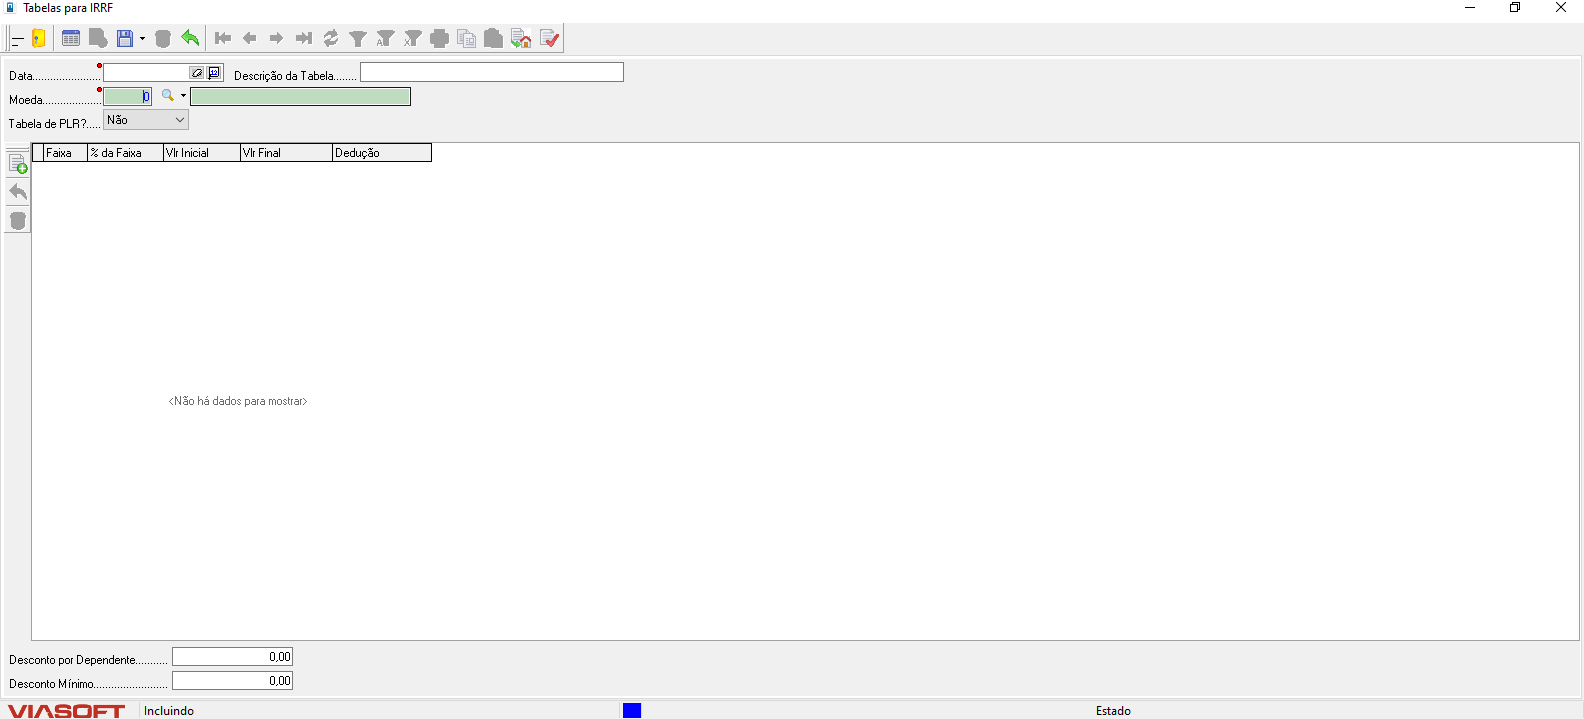 Tabelas para IRRF
Data....................... Descrição da Tabela........
Moeda.................... 0
Tabela de PLR?..... Não
Faixa % da Faixa Vlr Inicial Vlr Final Dedução
<Não há dados para mostrar>
Desconto por Dependente........... 0,00
Desconto Mínimo......................... 0,00
VIASOFT Incluindo Estado